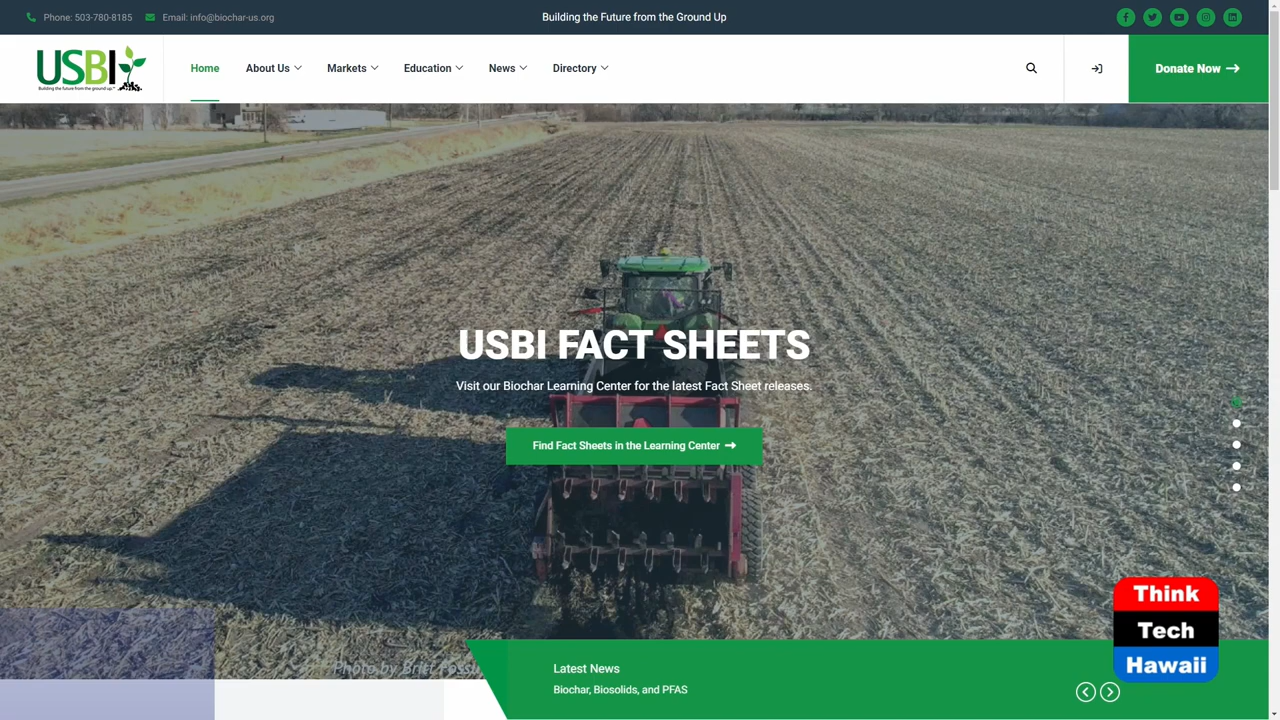 Phone: 503-780-8185
Email: info@biochar-us.org
Building the Future from the Ground Up
USBI
Building the future from the ground up.
Home
About Us
Markets
Education
News
Directory
Donate Now
USBI FACT SHEETS
Visit our Biochar Learning Center for the latest Fact Sheet releases.
Find Fact Sheets in the Learning Center
Photo by Britt
Latest News
Biochar, Biosolids, and PFAS
Think
Tech
Hawaii